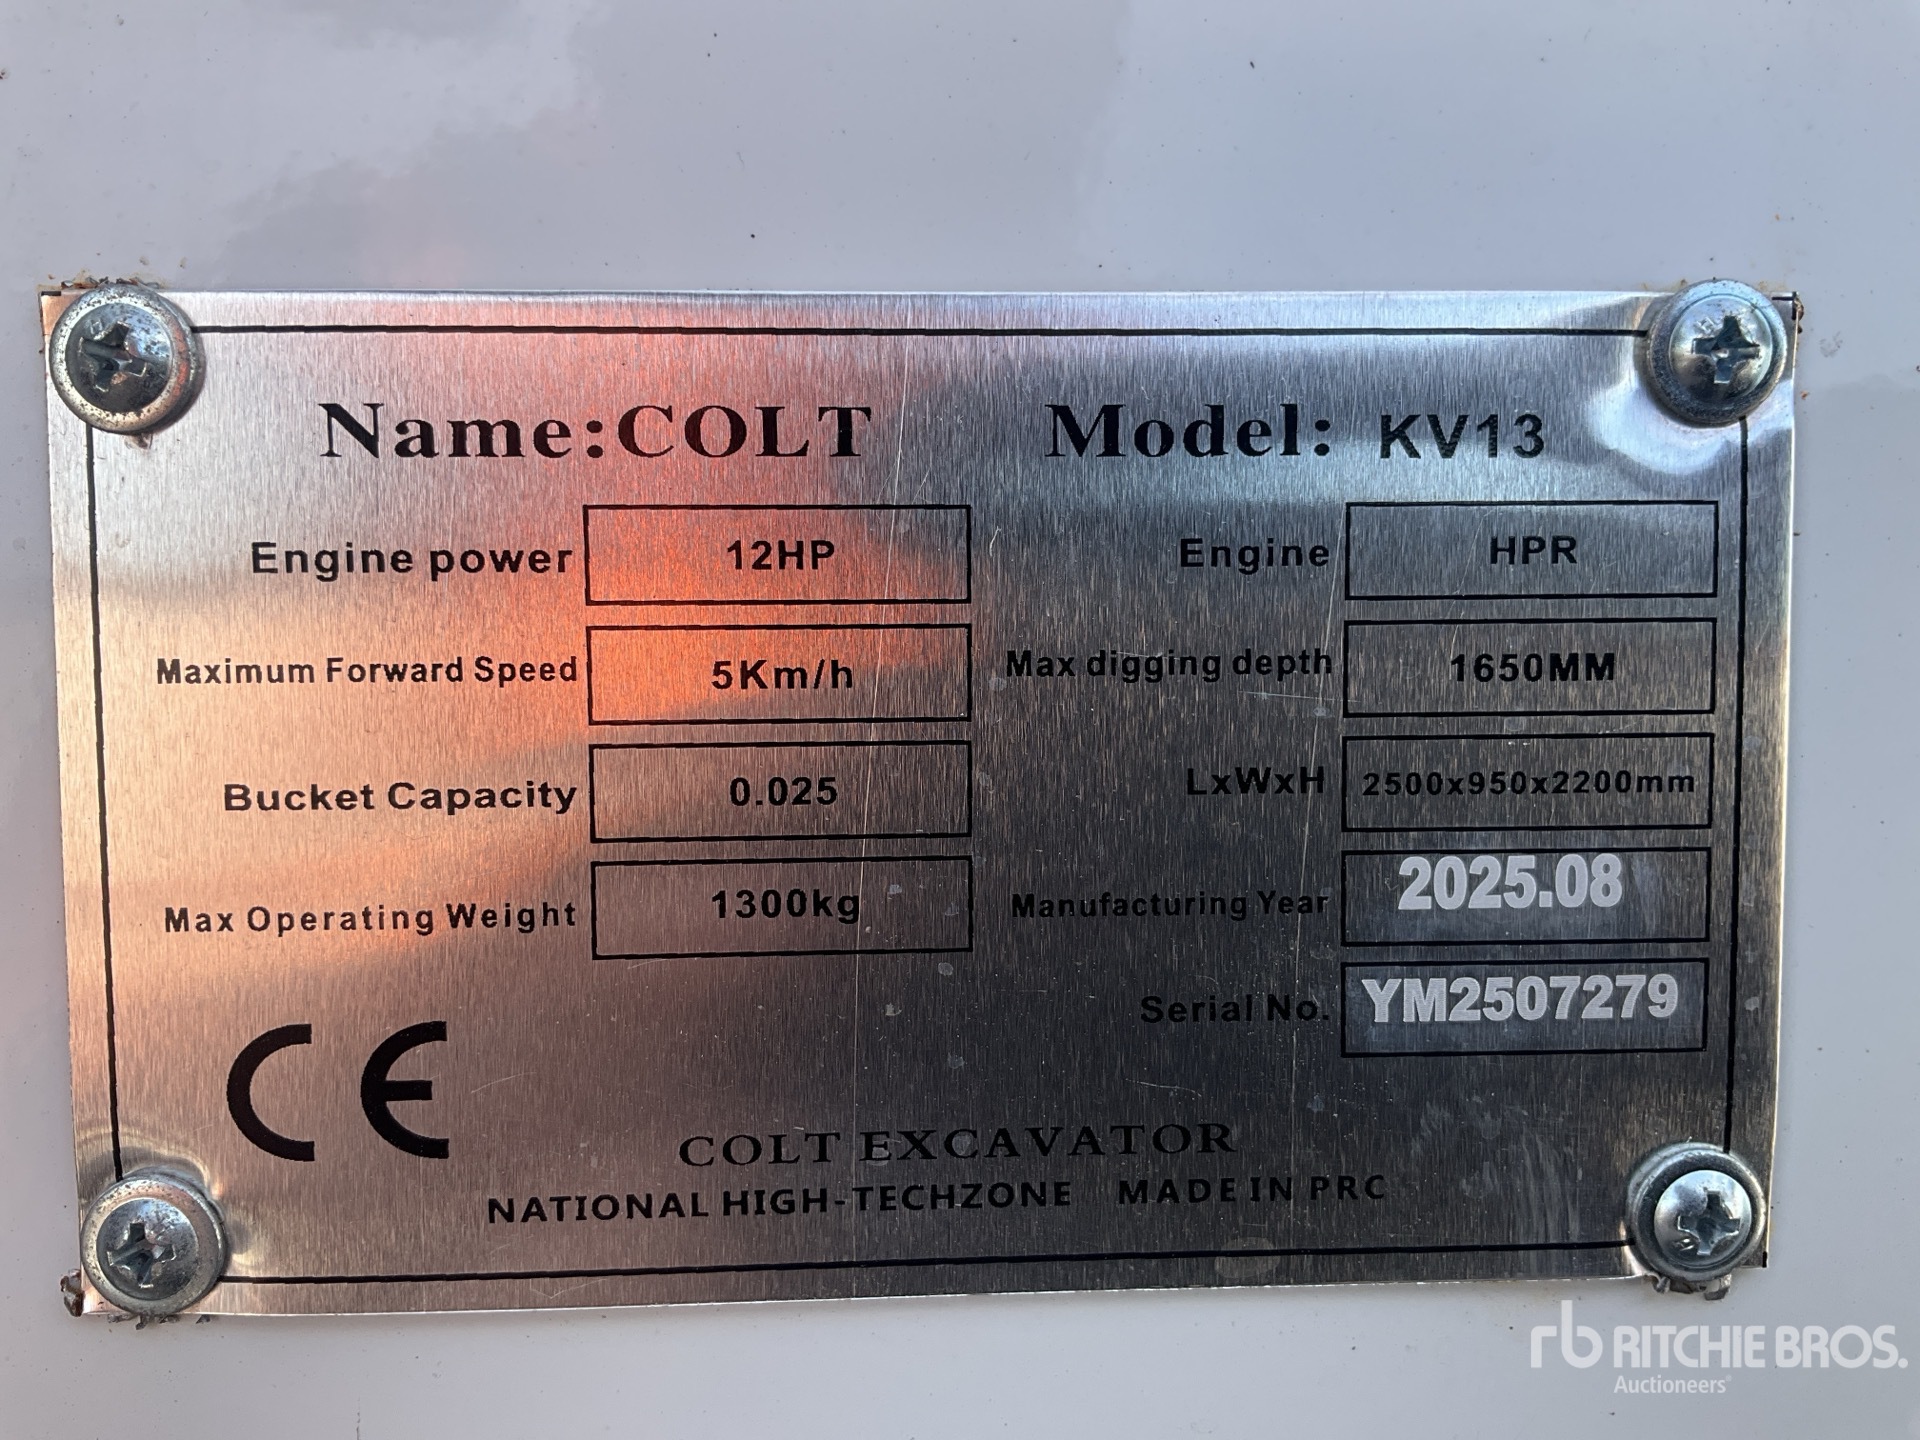 Name:COLT Model: KV13
Engine power 12HP Engine HPR
Maximum Forward Speed 5Km/h Max digging depth 1650MM
Bucket Capacity 0.025 LxWxH 2500x950x2200mm
Max Operating Weight 1300kg Manufacturing Year 2025.08
Serial No. YM2507279
CE
COLT EXCAVATOR
NATIONAL HIGH-TECHZONE MADE IN PRC
rb RITCHIE BROS.
Auctioneers